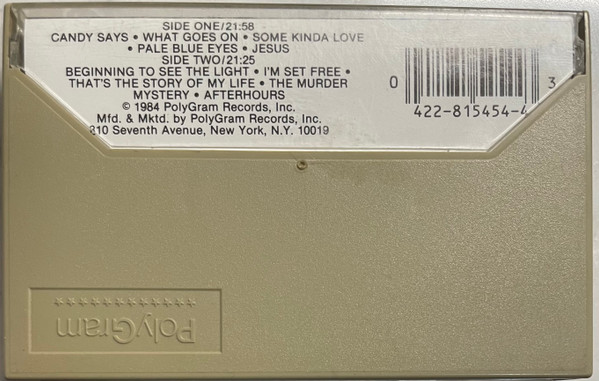 SIDE ONE/21:58
CANDY SAYS • WHAT GOES ON • SOME KINDA LOVE
• PALE BLUE EYES • JESUS
SIDE TWO/21:25
BEGINNING TO SEE THE LIGHT • I'M SET FREE •
THAT'S THE STORY OF MY LIFE • THE MURDER
MYSTERY • AFTERHOURS
© 1984 PolyGram Records, Inc.
Mfd. & Mktd. by PolyGram Records, Inc.
810 Seventh Avenue, New York, N.Y. 10019
0 422-815454-4 3
PolyGram